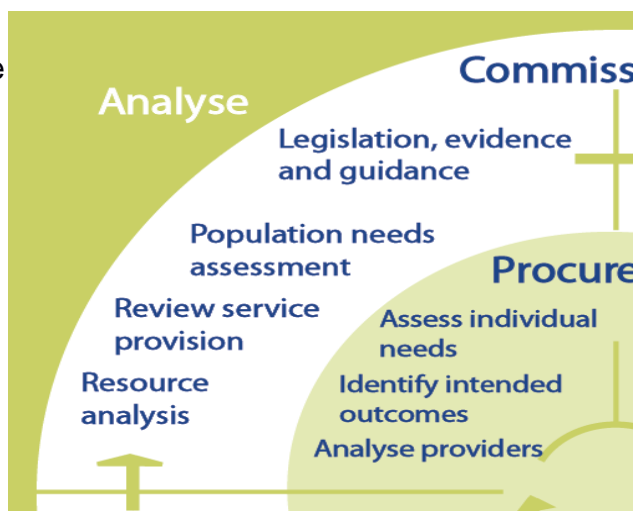 e
Analyse
Commiss
Legislation, evidence
and guidance
Population needs
assessment
Review service
provision
Resource
analysis
Procure
Assess individual
needs
Identify intended
outcomes
Analyse providers